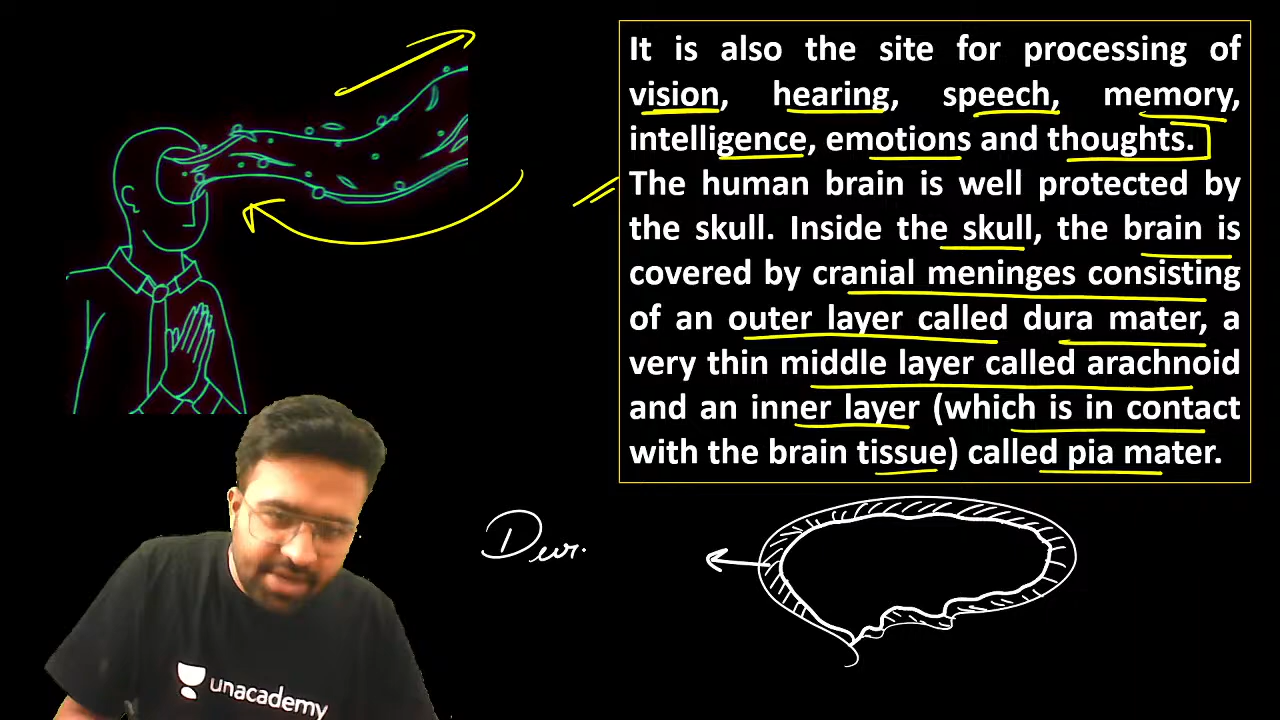 It is also the site for processing of
vision, hearing, speech, memory,
intelligence, emotions and thoughts.
The human brain is well protected by
the skull. Inside the skull, the brain is
covered by cranial meninges consisting
of an outer layer called dura mater, a
very thin middle layer called arachnoid
and an inner layer (which is in contact
with the brain tissue) called pia mater.
Dur
unacademy